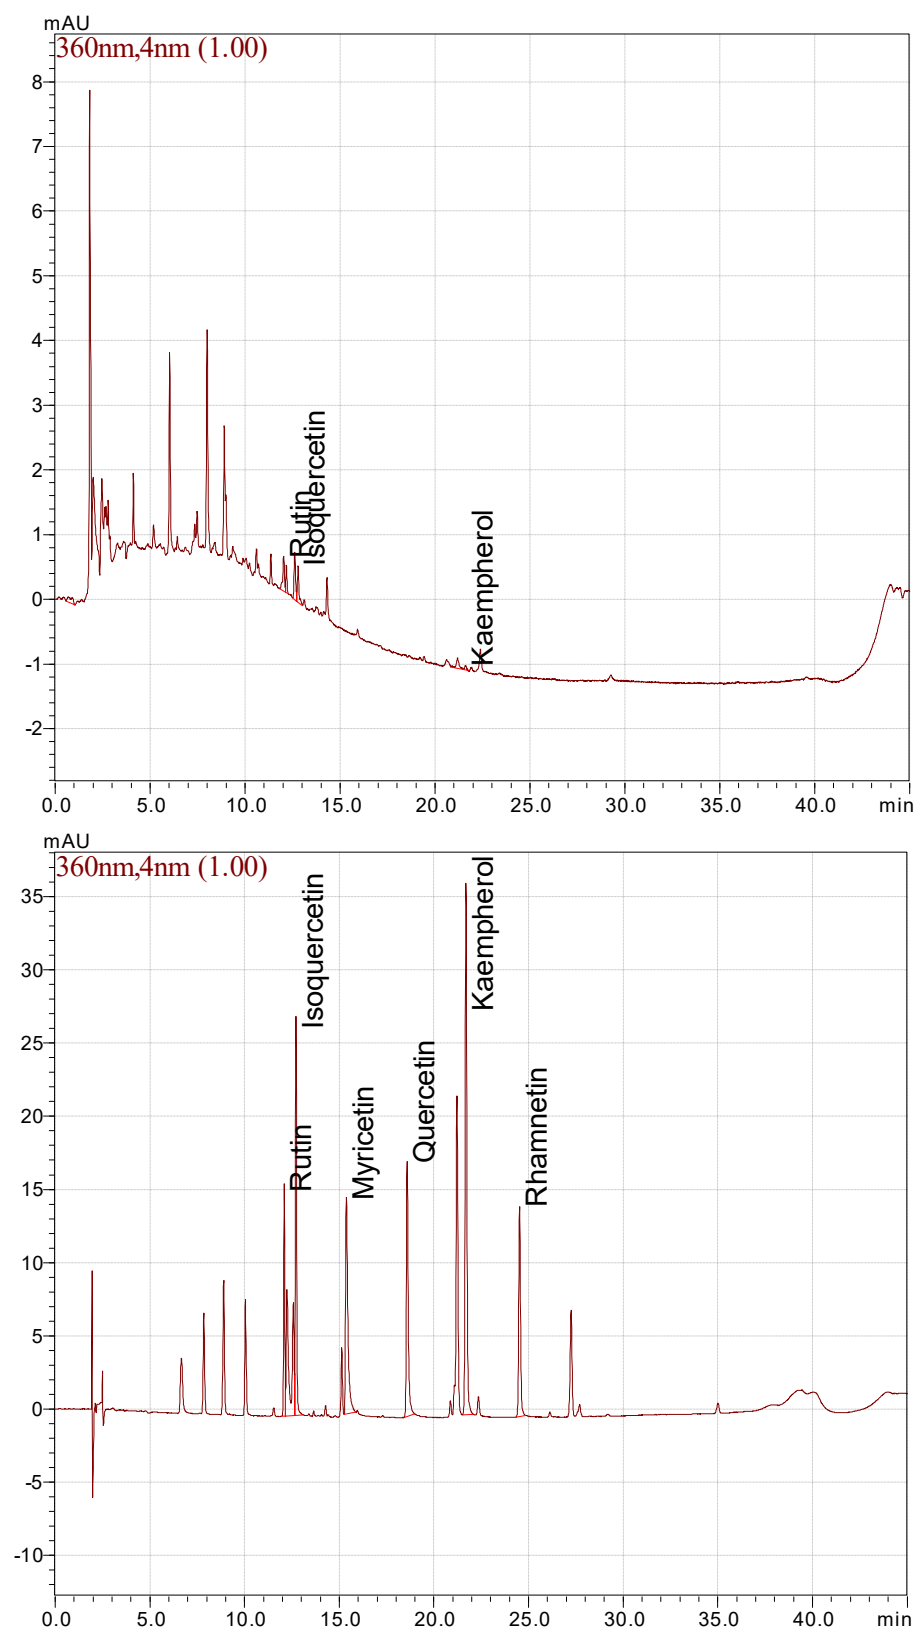 mAU
360nm,4nm (1.00)
8
7
6
5
4
3
2
1
0
-1
-2
Rutin
Isoquercetin
Kaempherol
0.0 5.0 10.0 15.0 20.0 25.0 30.0 35.0 40.0 min
mAU
360nm,4nm (1.00)
35
30
25
20
15
10
5
0
-5
-10
Rutin
Isoquercetin
Myricetin
Quercetin
Kaempherol
Rhamnetin
0.0 5.0 10.0 15.0 20.0 25.0 30.0 35.0 40.0 min